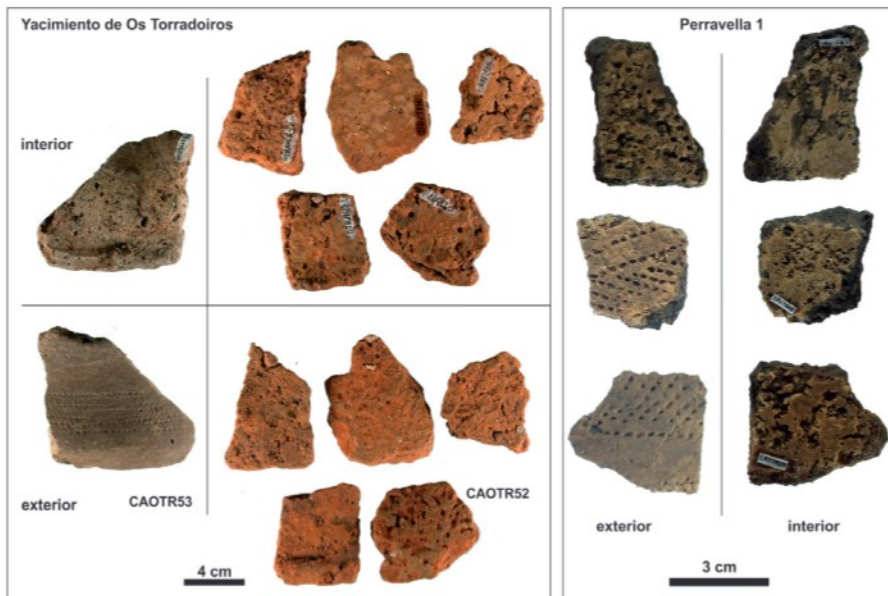 Yacimiento de Os Torradoiros
interior
exterior
CAOTR53
CAOTR52
4 cm
Perravella 1
exterior
interior
3 cm